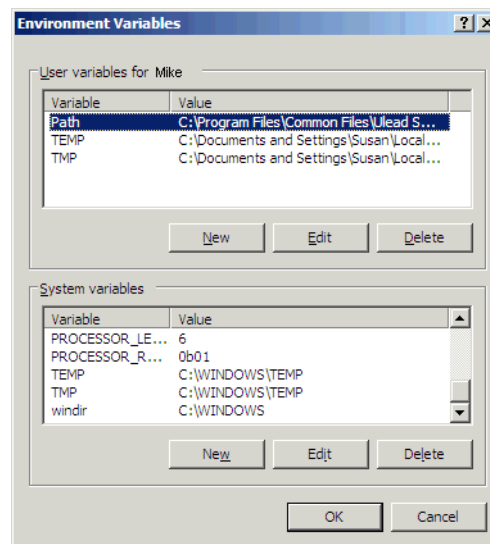 Environment Variables
User variables for Mike
Variable Value
Path C:\Program Files\Common Files\Ulead S...
TEMP C:\Documents and Settings\Susan\Local...
TMP C:\Documents and Settings\Susan\Local...
New Edit Delete
System variables
Variable Value
PROCESSOR_LE... 6
PROCESSOR_R... 0b01
TEMP C:\WINDOWS\TEMP
TMP C:\WINDOWS\TEMP
windir C:\WINDOWS
New Edit Delete
OK Cancel